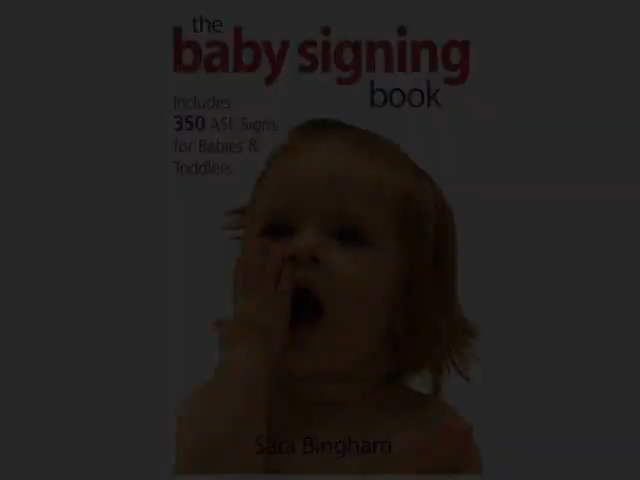 the
baby signing
book
Includes
350 ASL Signs
for Babies &
Toddlers
Sara Bingham